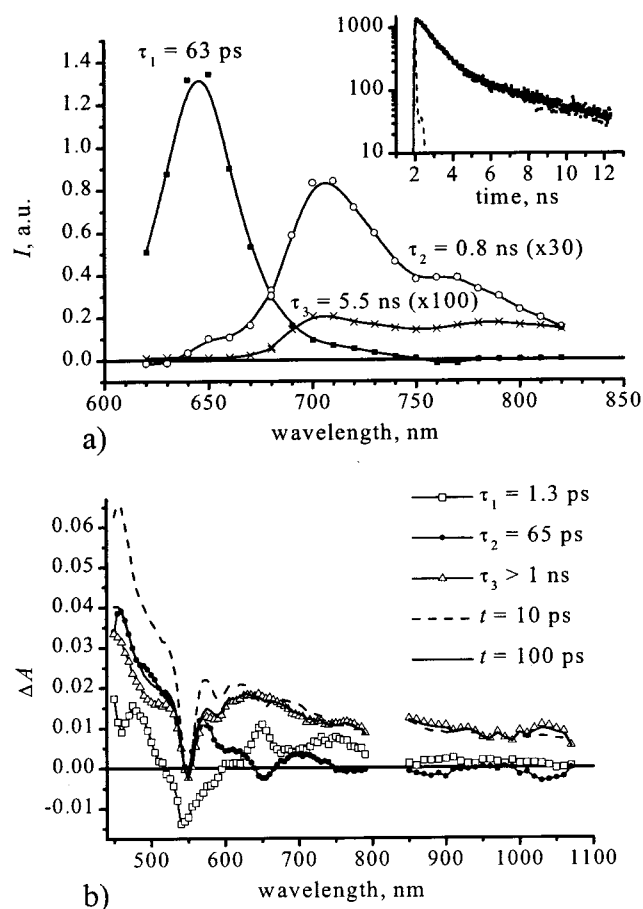 τ₁ = 63 ps
1.4
1.2
1.0
0.8
0.6
0.4
0.2
0.0
I, a.u.
1000
100
10
2 4 6 8 10 12
time, ns
τ₂ = 0.8 ns (x30)
τ₃ = 5.5 ns (x100)
600 650 700 750 800 850
wavelength, nm
a)
0.06
0.05
0.04
0.03
0.02
0.01
0.00
-0.01
ΔA
τ₁ = 1.3 ps
τ₂ = 65 ps
τ₃ > 1 ns
t = 10 ps
t = 100 ps
500 600 700 800 900 1000 1100
wavelength, nm
b)